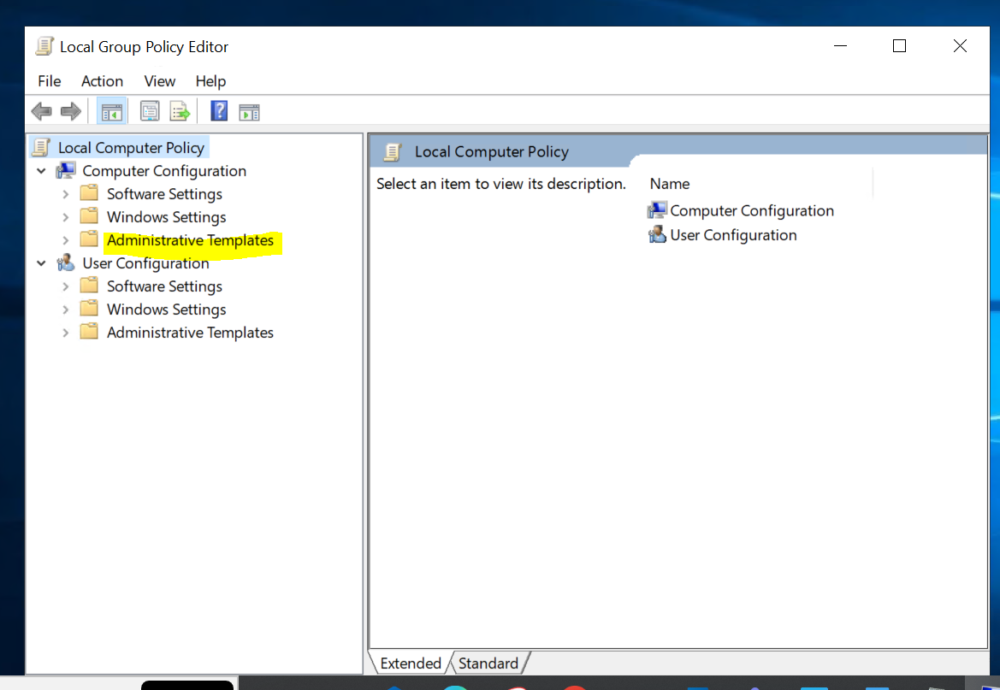 Local Group Policy Editor
File Action View Help
Local Computer Policy
Computer Configuration
Software Settings
Windows Settings
Administrative Templates
User Configuration
Software Settings
Windows Settings
Administrative Templates
Local Computer Policy
Select an item to view its description.
Name
Computer Configuration
User Configuration
Extended Standard